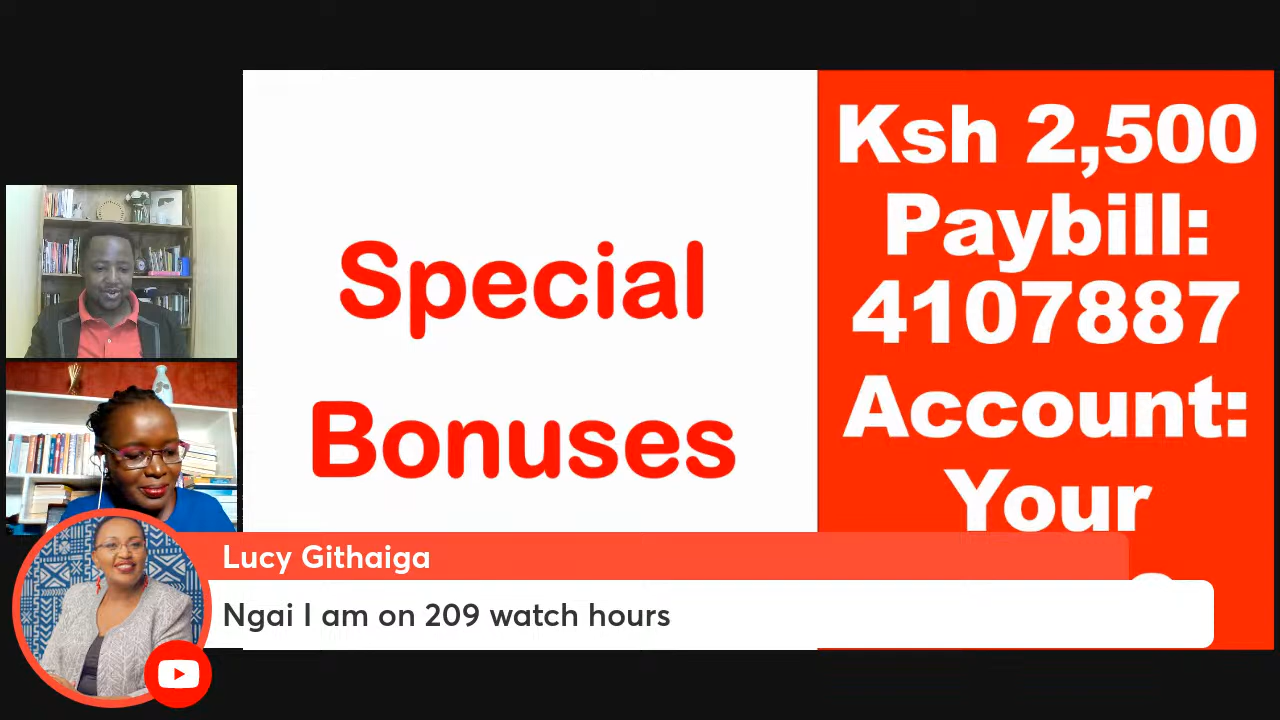 Special
Bonuses
Ksh 2,500
Paybill:
4107887
Account:
Your
Lucy Githaiga
Ngai I am on 209 watch hours